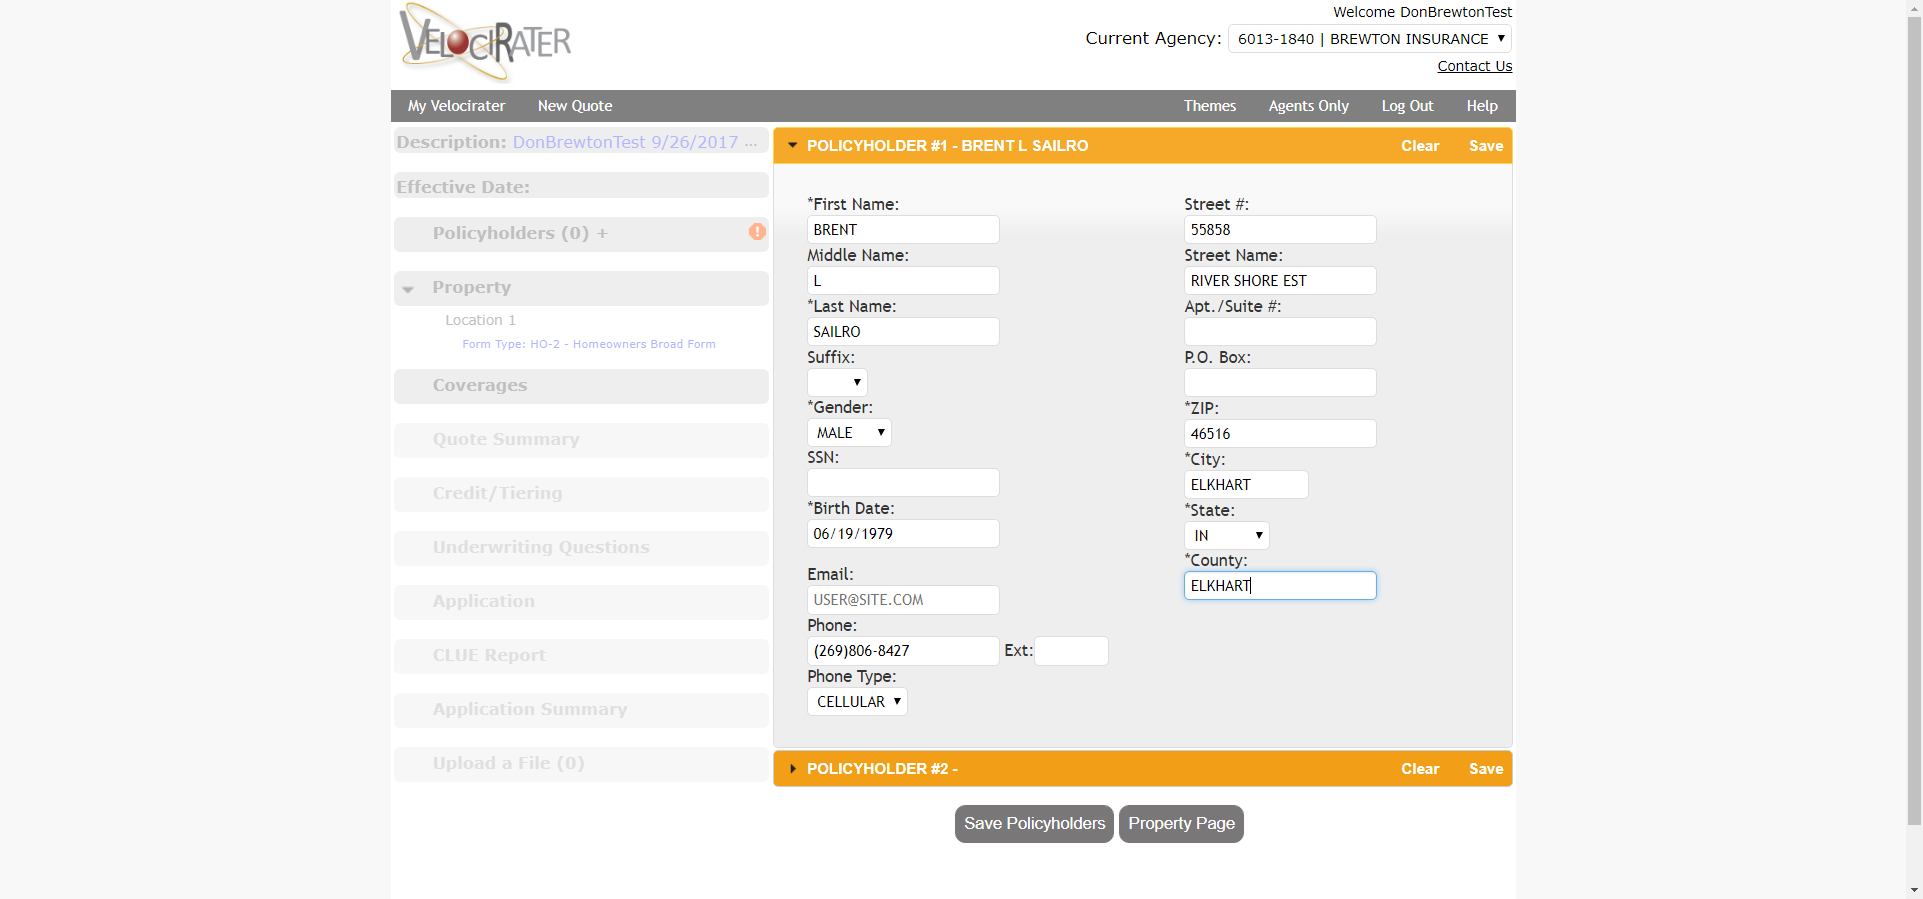 VELOCIRATER
Welcome DonBrewtonTest
Current Agency: 6013-1840 | BREWTON INSURANCE
Contact Us
My Velocirater New Quote Themes Agents Only Log Out Help
Description: DonBrewtonTest 9/26/2017 ...
Effective Date:
Policyholders (0) +
Property
Location 1
Form Type: HO-2 - Homeowners Broad Form
Coverages
Quote Summary
Credit/Tiering
Underwriting Questions
Application
CLUE Report
Application Summary
Upload a File (0)
POLICYHOLDER #1 - BRENT L SAILRO Clear Save
*First Name:
BRENT
Middle Name:
L
*Last Name:
SAILRO
Suffix:
*Gender:
MALE
SSN:
*Birth Date:
06/19/1979
Email:
USER@SITE.COM
Phone:
(269)806-8427 Ext:
Phone Type:
CELLULAR
Street #:
55858
Street Name:
RIVER SHORE EST
Apt./Suite #:
P.O. Box:
*ZIP:
46516
*City:
ELKHART
*State:
IN
*County:
ELKHART
POLICYHOLDER #2 - Clear Save
Save Policyholders Property Page